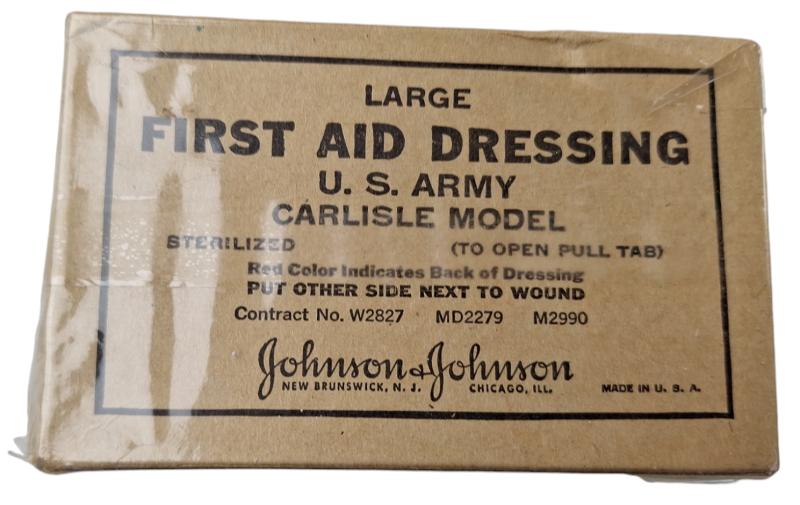 LARGE
FIRST AID DRESSING
U. S. ARMY
CARLISLE MODEL
STERILIZED (TO OPEN PULL TAB)
Red Color Indicates Back of Dressing
PUT OTHER SIDE NEXT TO WOUND
Contract No. W2827 MD2279 M2990
Johnson & Johnson
NEW BRUNSWICK, N. J. CHICAGO, ILL. MADE IN U. S. A.